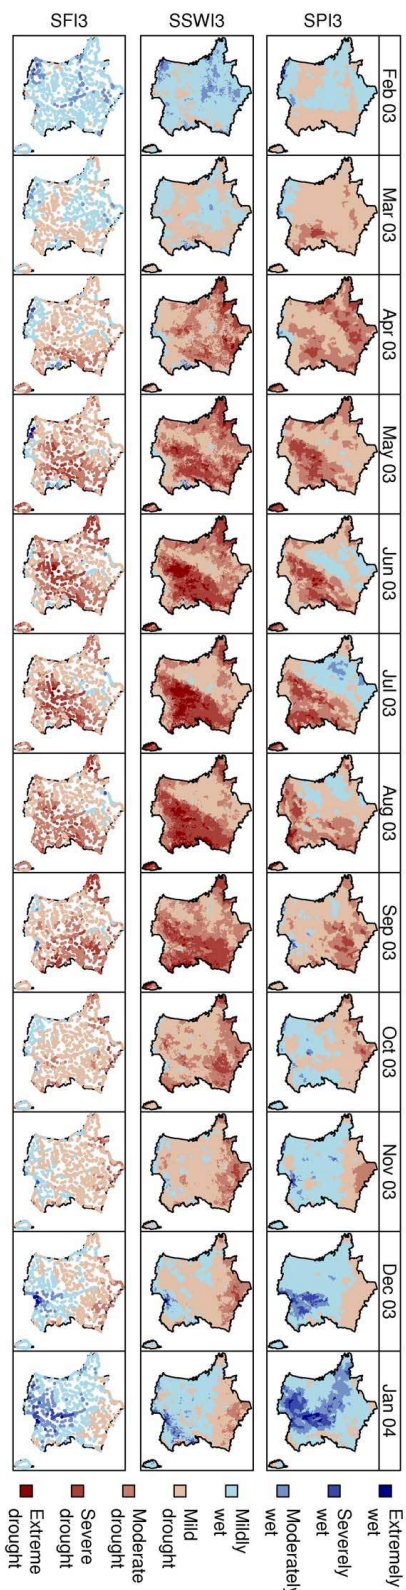 Feb 03
Mar 03
Apr 03
May 03
Jun 03
Jul 03
Aug 03
Sep 03
Oct 03
Nov 03
Dec 03
Jan 04
SPI3
SSWI3
SFI3
Extremely
wet
Severely
wet
Moderately
wet
Mildly
wet
Mild
drought
Moderate
drought
Severe
drought
Extreme
drought